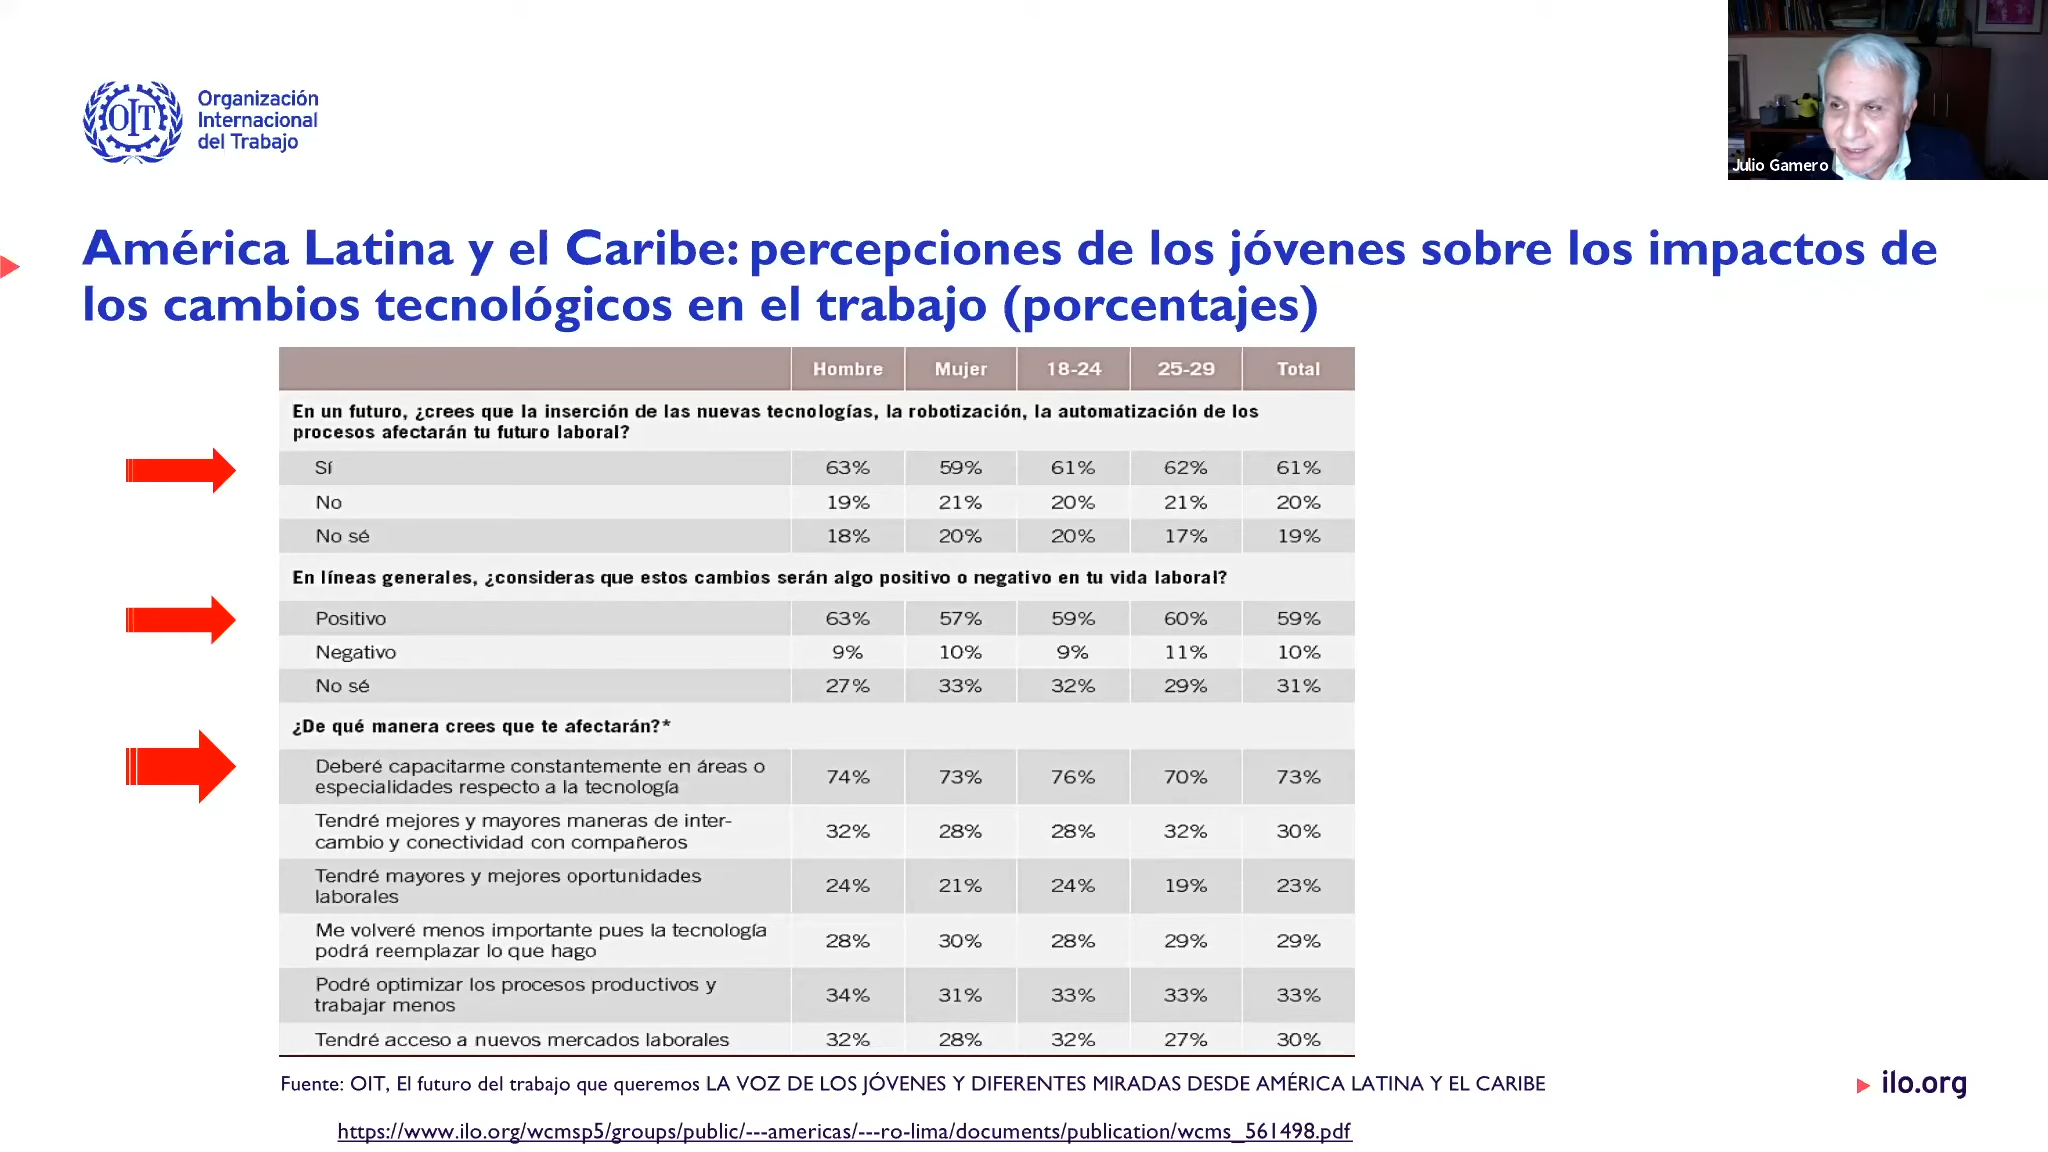 OIT
Organización
Internacional
del Trabajo
Julio Gamero
América Latina y el Caribe: percepciones de los jóvenes sobre los impactos de
los cambios tecnológicos en el trabajo (porcentajes)
Hombre Mujer 18-24 25-29 Total
En un futuro, ¿crees que la inserción de las nuevas tecnologías, la robotización, la automatización de los
procesos afectarán tu futuro laboral?
Sí 63% 59% 61% 62% 61%
No 19% 21% 20% 21% 20%
No sé 18% 20% 20% 17% 19%
En líneas generales, ¿consideras que estos cambios serán algo positivo o negativo en tu vida laboral?
Positivo 63% 57% 59% 60% 59%
Negativo 9% 10% 9% 11% 10%
No sé 27% 33% 32% 29% 31%
¿De qué manera crees que te afectarán?*
Deberé capacitarme constantemente en áreas o
especialidades respecto a la tecnología 74% 73% 76% 70% 73%
Tendré mejores y mayores maneras de inter-
cambio y conectividad con compañeros 32% 28% 28% 32% 30%
Tendré mayores y mejores oportunidades
laborales 24% 21% 24% 19% 23%
Me volveré menos importante pues la tecnología
podrá reemplazar lo que hago 28% 30% 28% 29% 29%
Podré optimizar los procesos productivos y
trabajar menos 34% 31% 33% 33% 33%
Tendré acceso a nuevos mercados laborales 32% 28% 32% 27% 30%
Fuente: OIT, El futuro del trabajo que queremos LA VOZ DE LOS JÓVENES Y DIFERENTES MIRADAS DESDE AMÉRICA LATINA Y EL CARIBE
ilo.org
https://www.ilo.org/wcmsp5/groups/public/---americas/---ro-lima/documents/publication/wcms_561498.pdf